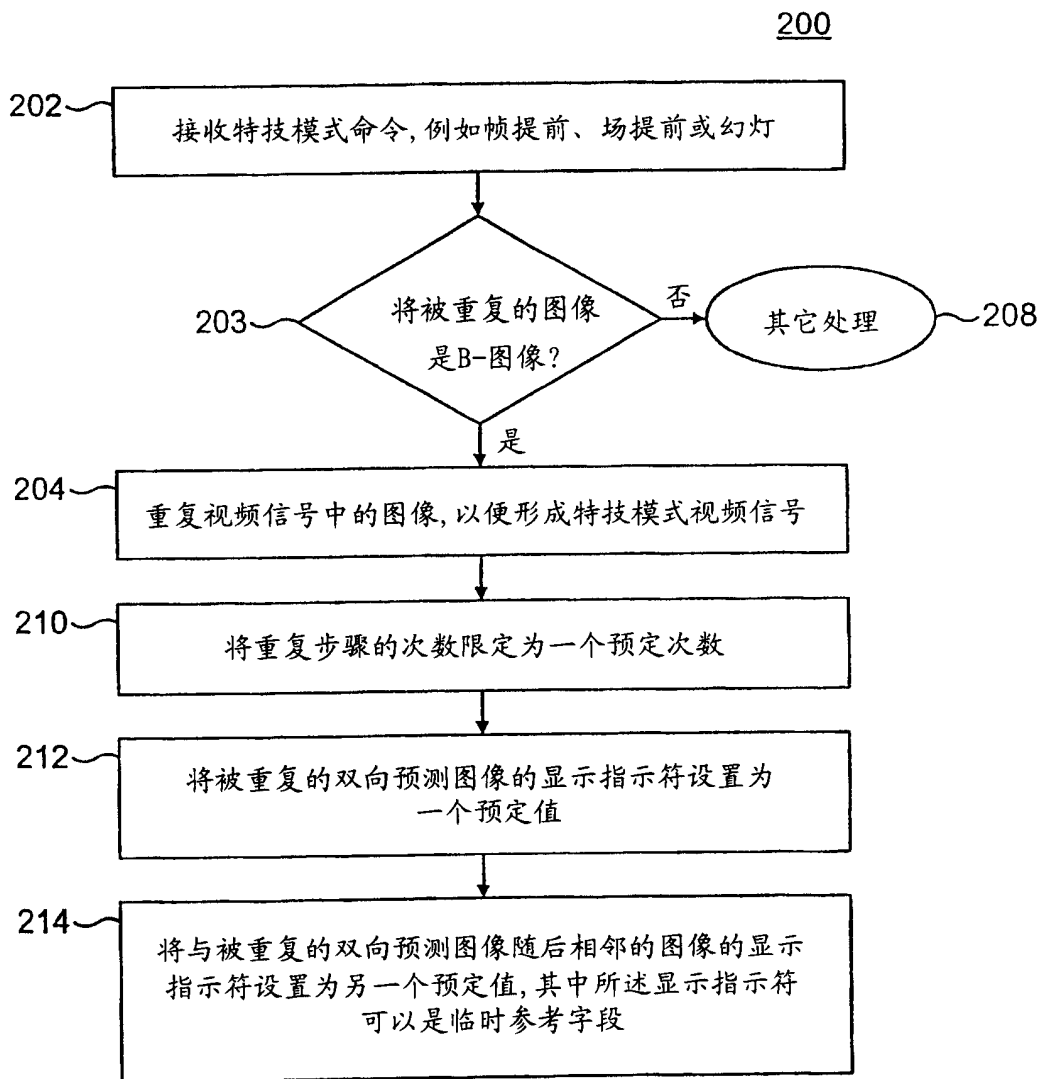 200
202
接收特技模式命令,例如帧提前、场提前或幻灯
203
将被重复的图像
是B-图像?
否
其它处理
208
是
204
重复视频信号中的图像,以便形成特技模式视频信号
210
将重复步骤的次数限定为一个预定次数
212
将被重复的双向预测图像的显示指示符设置为
一个预定值
214
将与被重复的双向预测图像随后相邻的图像的显示
指示符设置为另一个预定值,其中所述显示指示符
可以是临时参考字段